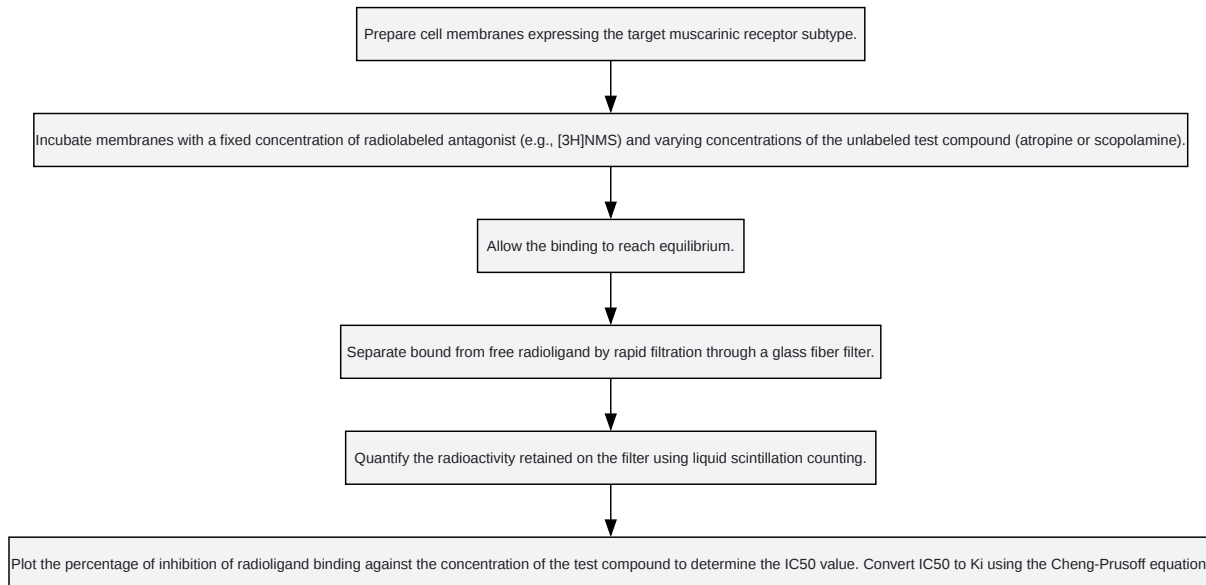 Prepare cell membranes expressing the target muscarinic receptor subtype.
Incubate membranes with a fixed concentration of radiolabeled antagonist (e.g., [3H]NMS) and varying concentrations of the unlabeled test compound (atropine or scopolamine).
Allow the binding to reach equilibrium.
Separate bound from free radioligand by rapid filtration through a glass fiber filter.
Quantify the radioactivity retained on the filter using liquid scintillation counting.
Plot the percentage of inhibition of radioligand binding against the concentration of the test compound to determine the IC50 value. Convert IC50 to Ki using the Cheng-Prusoff equation